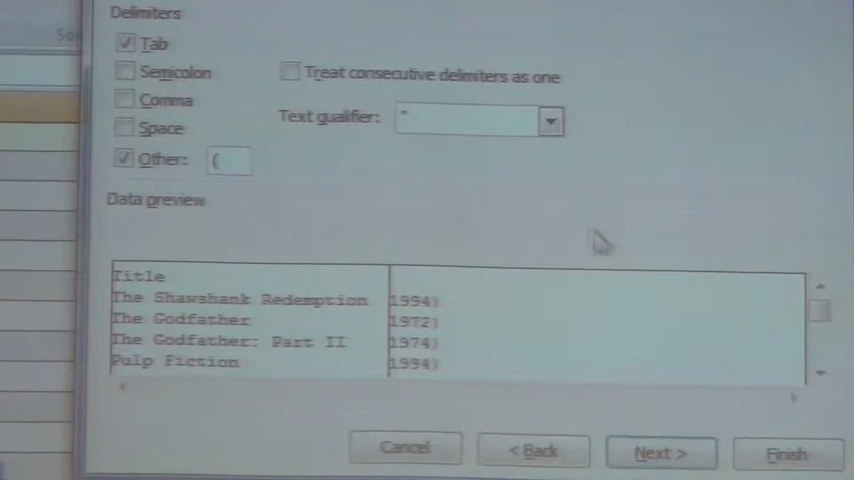 So
Delimiters
Tab
Semicolon
Treat consecutive delimiters as one
Comma
Text qualifier: "
Space
Other: (
Data preview
Title
The Shawshank Redemption 1994)
The Godfather 1972)
The Godfather: Part II 1974)
Pulp Fiction 1994)
Cancel < Back Next > Finish